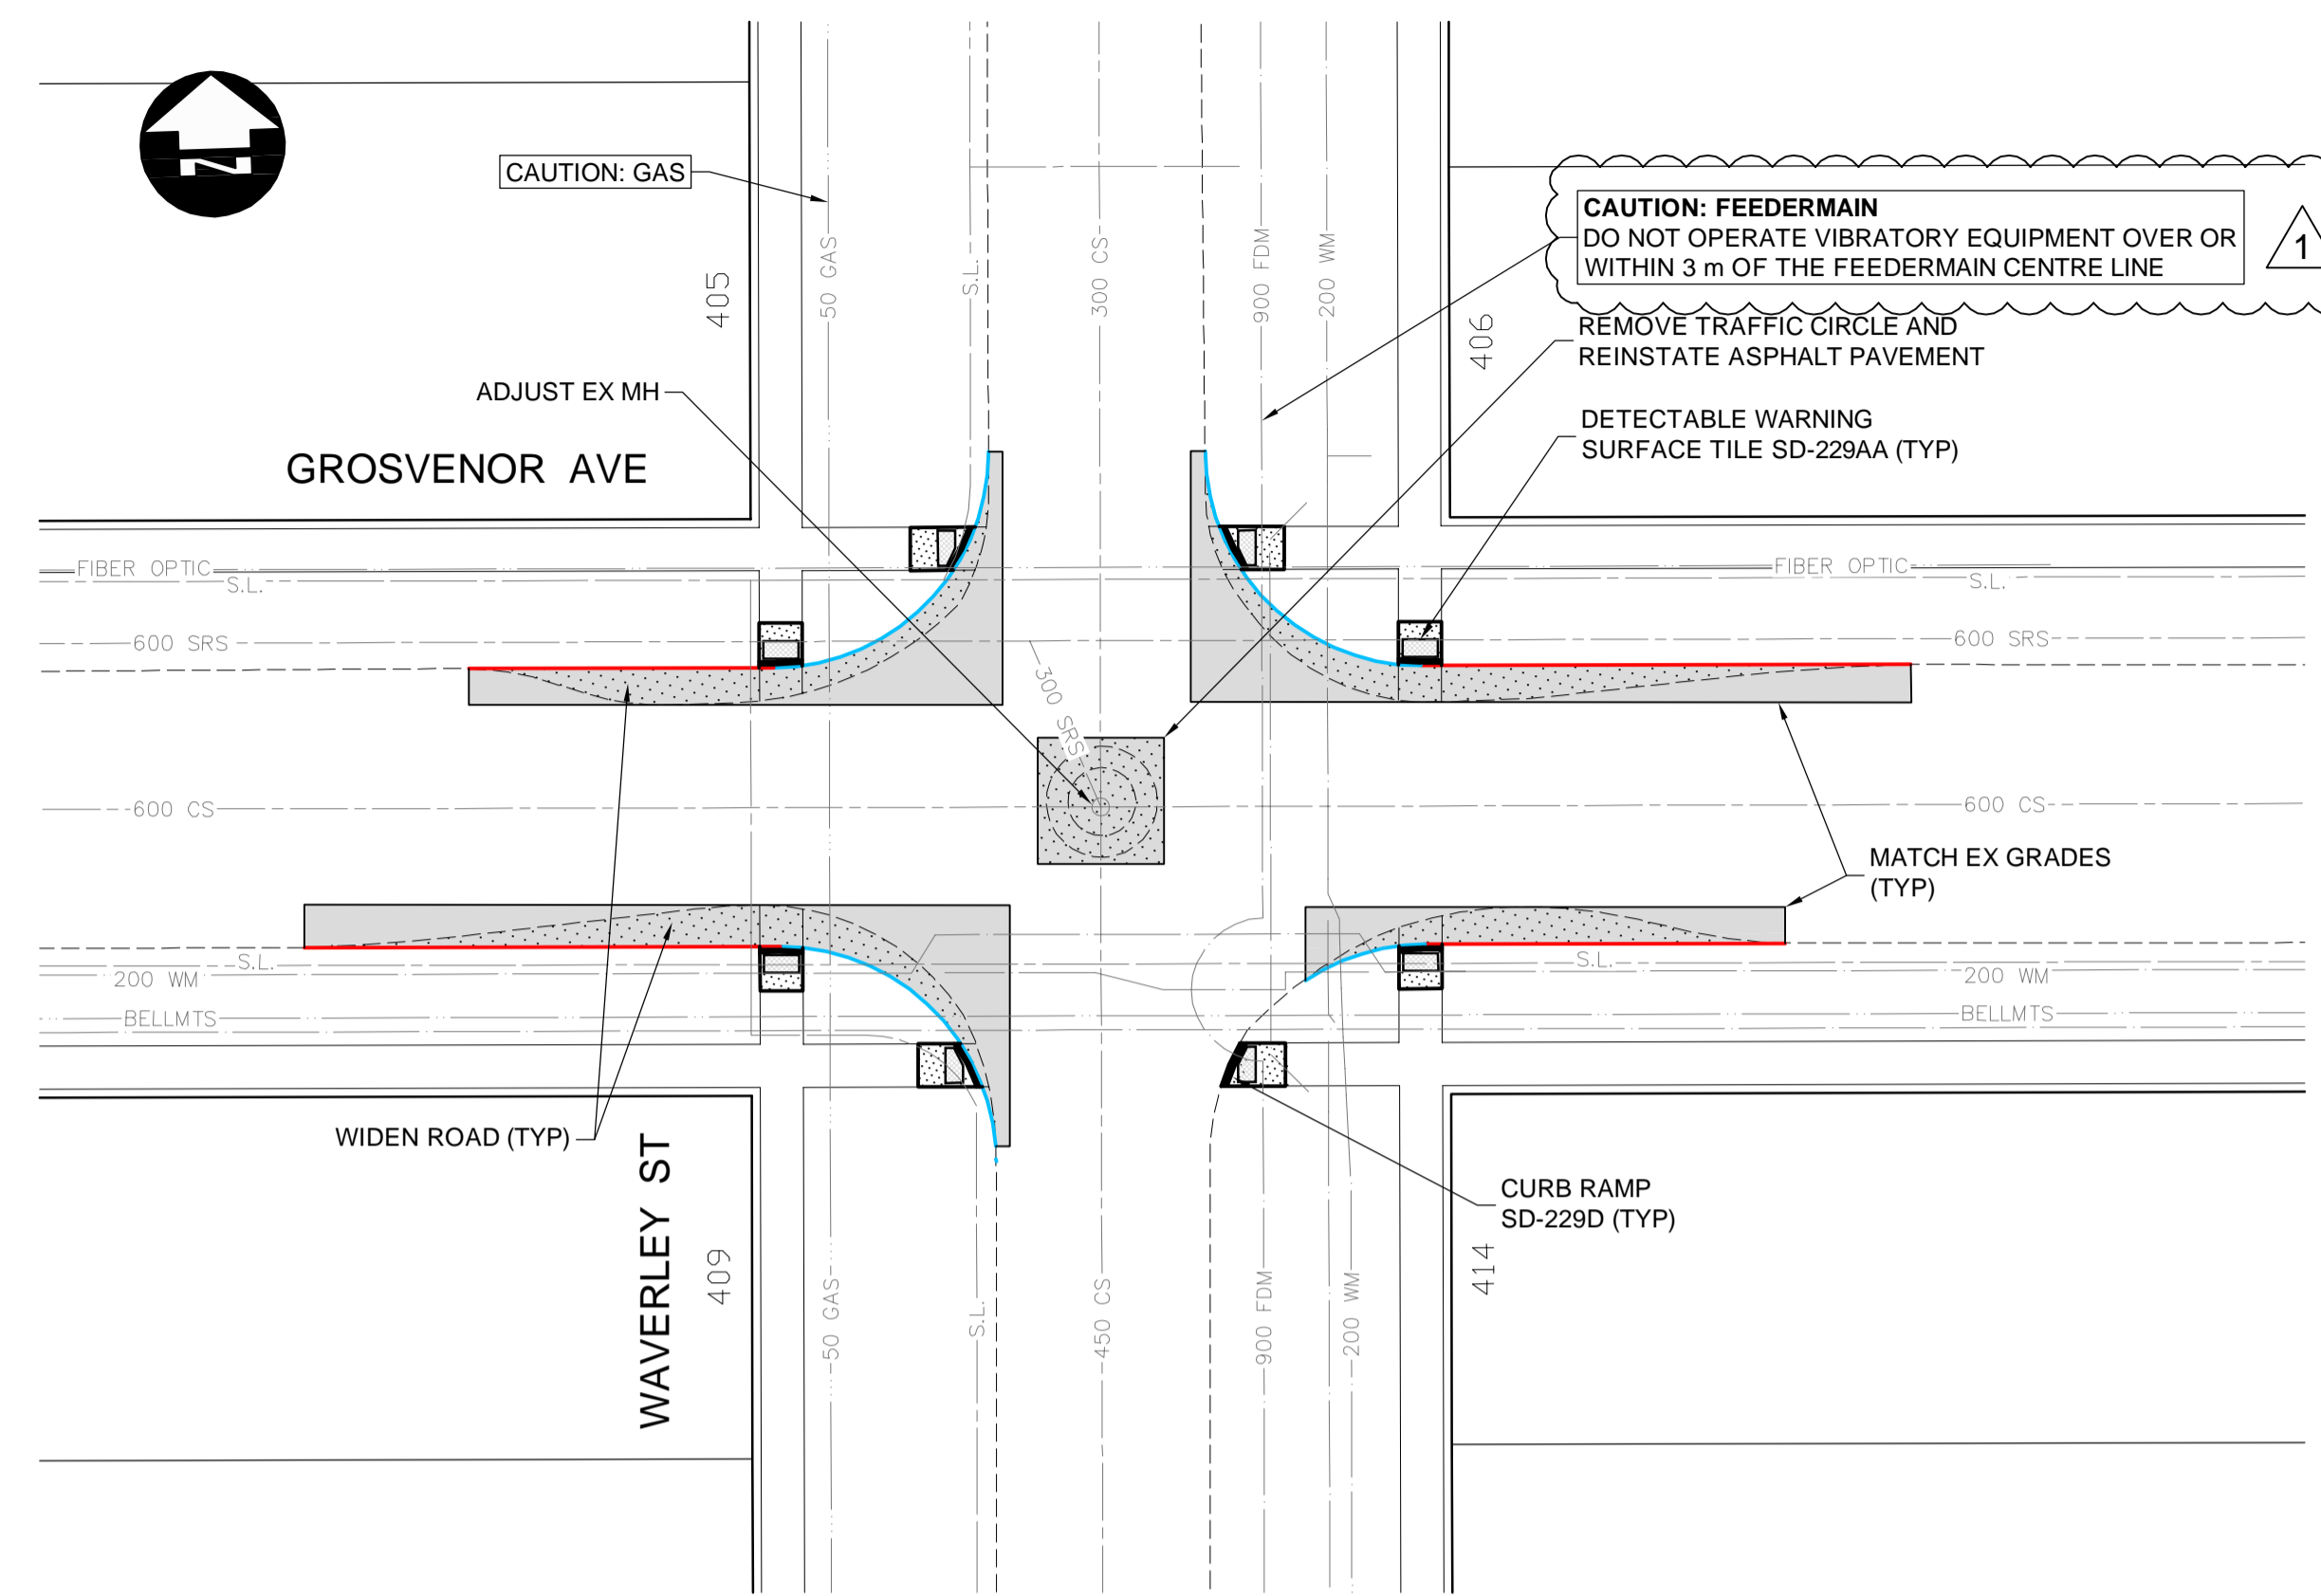 N
CAUTION: GAS
CAUTION: FEEDERMAIN
DO NOT OPERATE VIBRATORY EQUIPMENT OVER OR
WITHIN 3 m OF THE FEEDERMAIN CENTRE LINE
1
50 GAS
S.L.
300 CS
900 FDM
200 WM
405
406
REMOVE TRAFFIC CIRCLE AND
REINSTATE ASPHALT PAVEMENT
ADJUST EX MH
DETECTABLE WARNING
SURFACE TILE SD-229AA (TYP)
GROSVENOR AVE
FIBER OPTIC
S.L.
FIBER OPTIC
S.L.
600 SRS
600 SRS
300 SRS
600 CS
600 CS
MATCH EX GRADES
(TYP)
S.L.
S.L.
200 WM
200 WM
BELLMTS
BELLMTS
WIDEN ROAD (TYP)
CURB RAMP
SD-229D (TYP)
WAVERLEY ST
409
414
50 GAS
S.L.
450 CS
900 FDM
200 WM